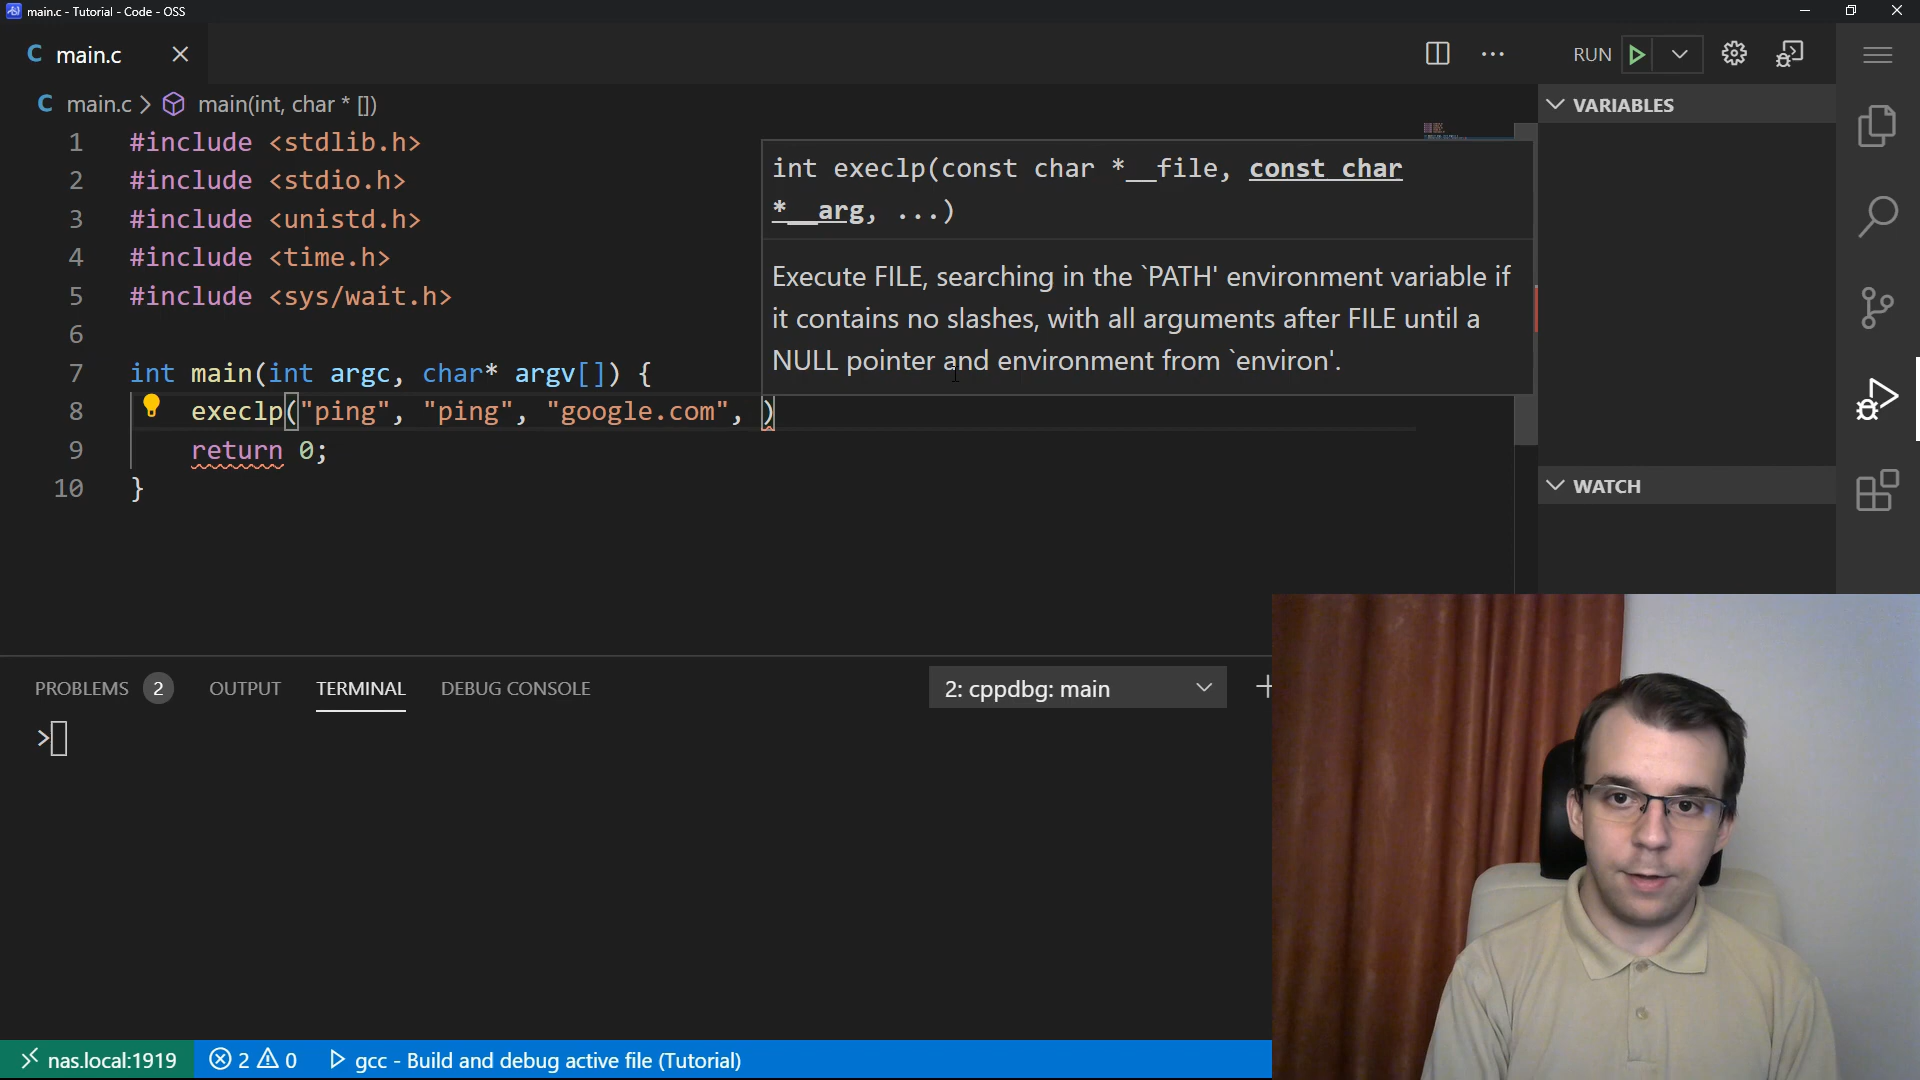 main.c - Tutorial - Code - OSS
C main.c
RUN
C main.c > main(int, char * [])
VARIABLES
1 #include <stdlib.h>
2 #include <stdio.h>
3 #include <unistd.h>
4 #include <time.h>
5 #include <sys/wait.h>
6
7 int main(int argc, char* argv[]) {
8 execlp("ping", "ping", "google.com", )
9 return 0;
10 }
int execlp(const char *__file, const char
*__arg, ...)
Execute FILE, searching in the `PATH' environment variable if
it contains no slashes, with all arguments after FILE until a
NULL pointer and environment from `environ'.
WATCH
PROBLEMS 2 OUTPUT TERMINAL DEBUG CONSOLE 2: cppdbg: main
>
nas.local:1919 2 0 gcc - Build and debug active file (Tutorial)